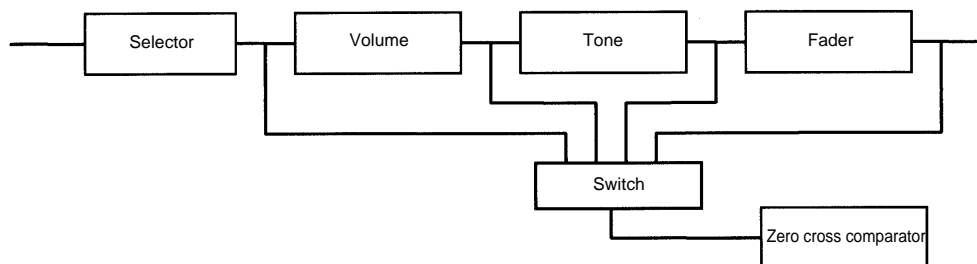 Selector
Volume
Tone
Fader
Switch
Zero cross comparator